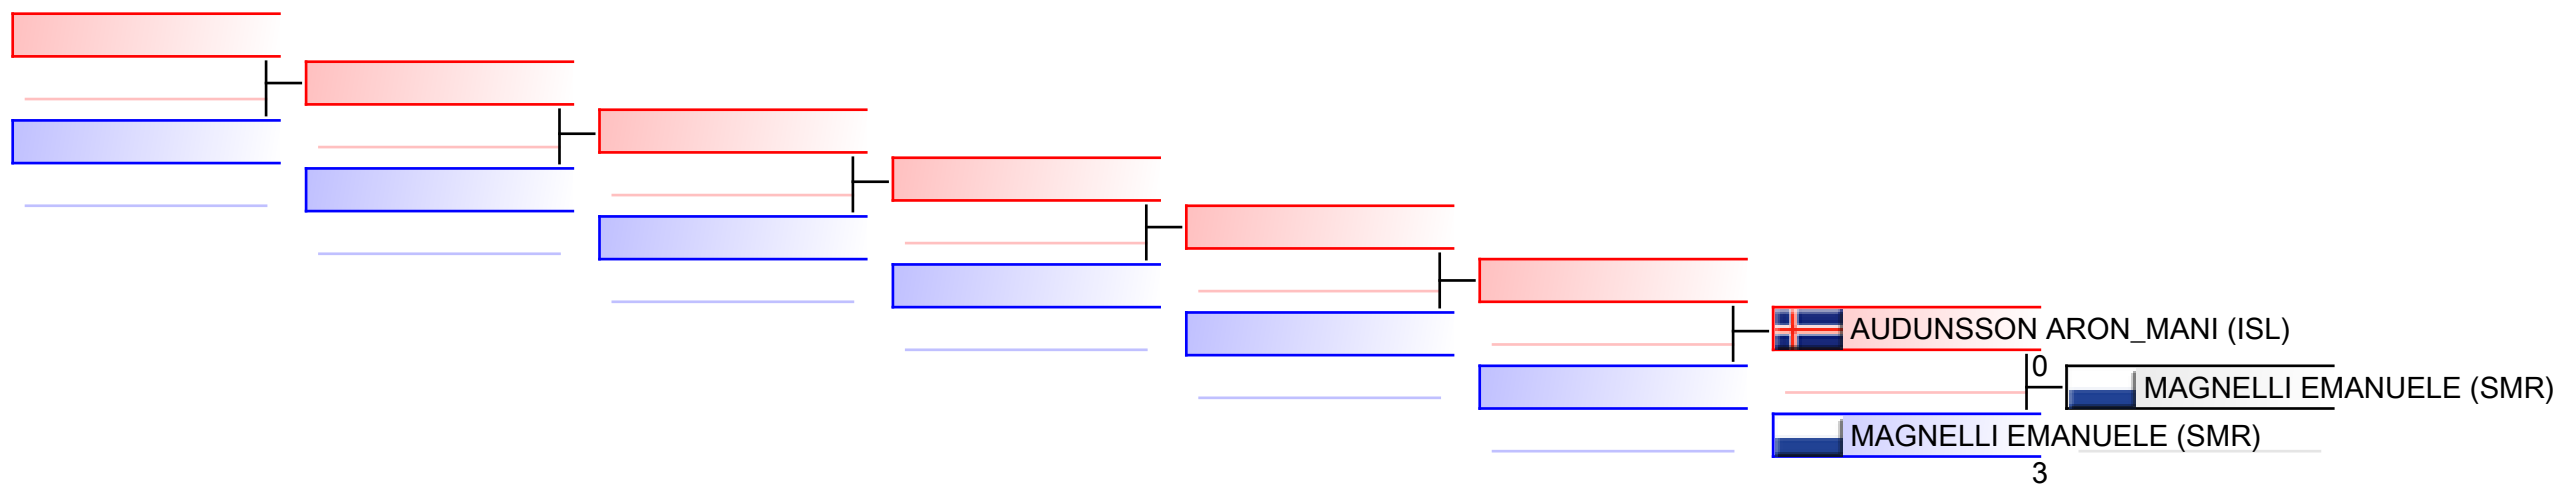 AUDUNSSON ARON_MANI (ISL)
0
MAGNELLI EMANUELE (SMR)
MAGNELLI EMANUELE (SMR)
3